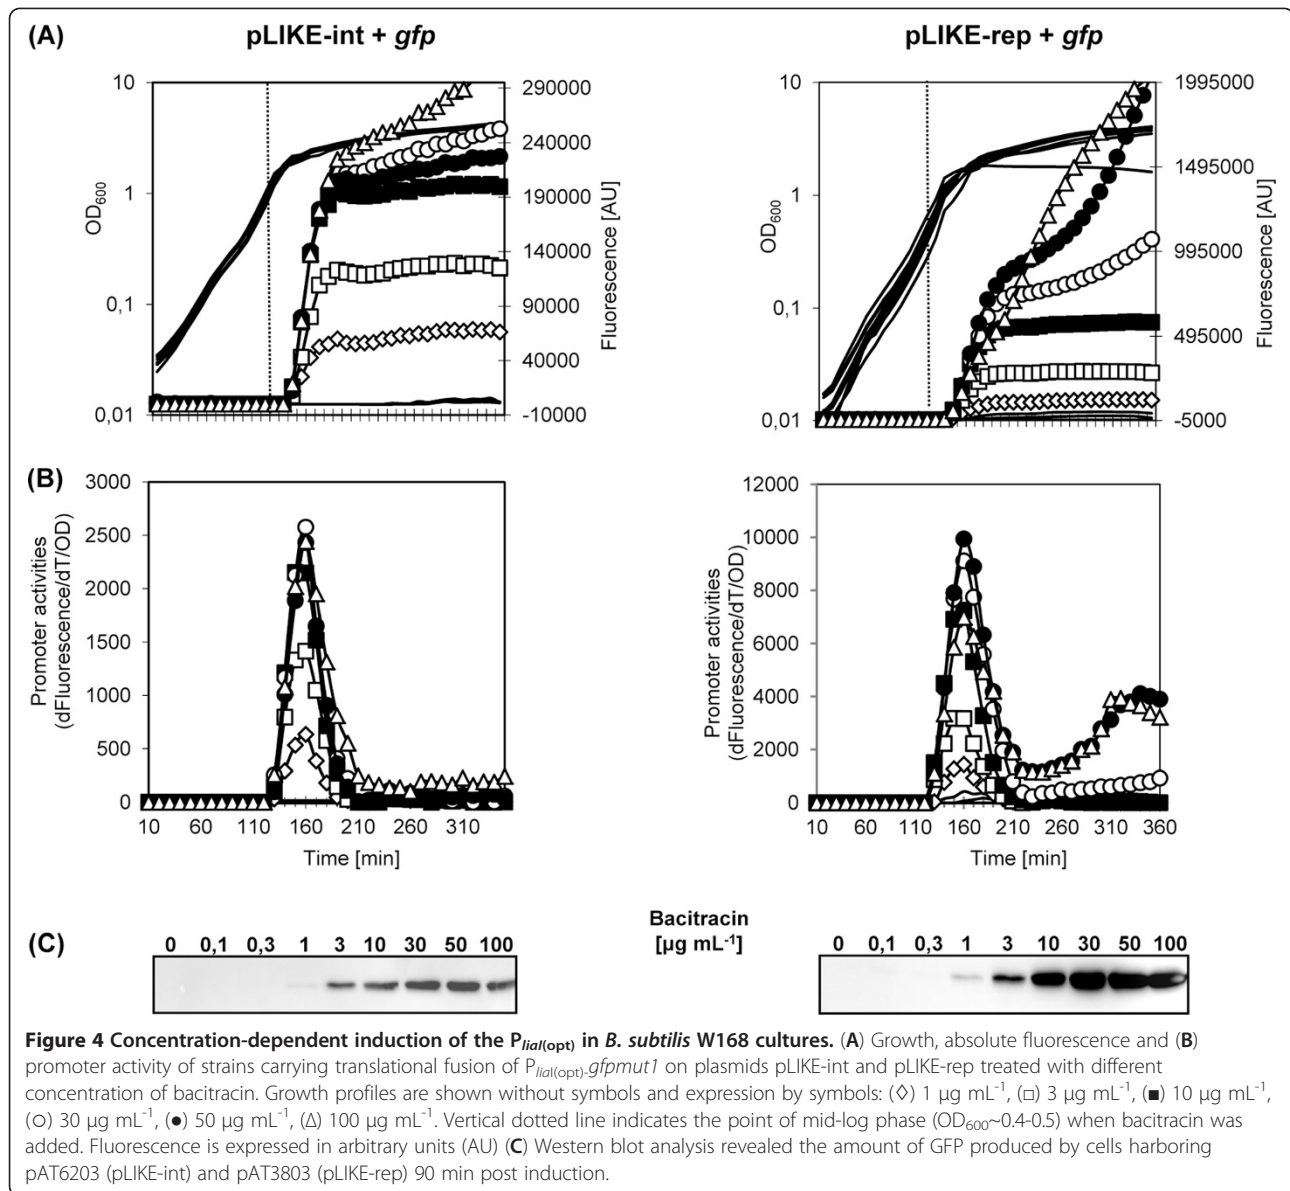 (A)
pLIKE-int + gfp
pLIKE-rep + gfp
10
1
0,1
0,01
OD600
290000
240000
190000
140000
90000
40000
-10000
Fluorescence [AU]
10
1
0,1
0,01
OD600
1995000
1495000
995000
495000
-5000
Fluorescence [AU]
(B)
3000
2500
2000
1500
1000
500
0
Promoter activities
(dFluorescence/dT/OD)
10 60 110 160 210 260 310
Time [min]
12000
10000
8000
6000
4000
2000
0
Promoter activities
(dFluorescence/dT/OD)
10 60 110 160 210 260 310 360
Time [min]
(C)
0 0,1 0,3 1 3 10 30 50 100
Bacitracin
[µg mL-1]
0 0,1 0,3 1 3 10 30 50 100
Figure 4 Concentration-dependent induction of the PliaI(opt) in B. subtilis W168 cultures. (A) Growth, absolute fluorescence and (B)
promoter activity of strains carrying translational fusion of PliaI(opt)-gfpmut1 on plasmids pLIKE-int and pLIKE-rep treated with different
concentration of bacitracin. Growth profiles are shown without symbols and expression by symbols: (◇) 1 µg mL-1, (□) 3 µg mL-1, (■) 10 µg mL-1,
(○) 30 µg mL-1, (●) 50 µg mL-1, (Δ) 100 µg mL-1. Vertical dotted line indicates the point of mid-log phase (OD600~0.4-0.5) when bacitracin was
added. Fluorescence is expressed in arbitrary units (AU) (C) Western blot analysis revealed the amount of GFP produced by cells harboring
pAT6203 (pLIKE-int) and pAT3803 (pLIKE-rep) 90 min post induction.